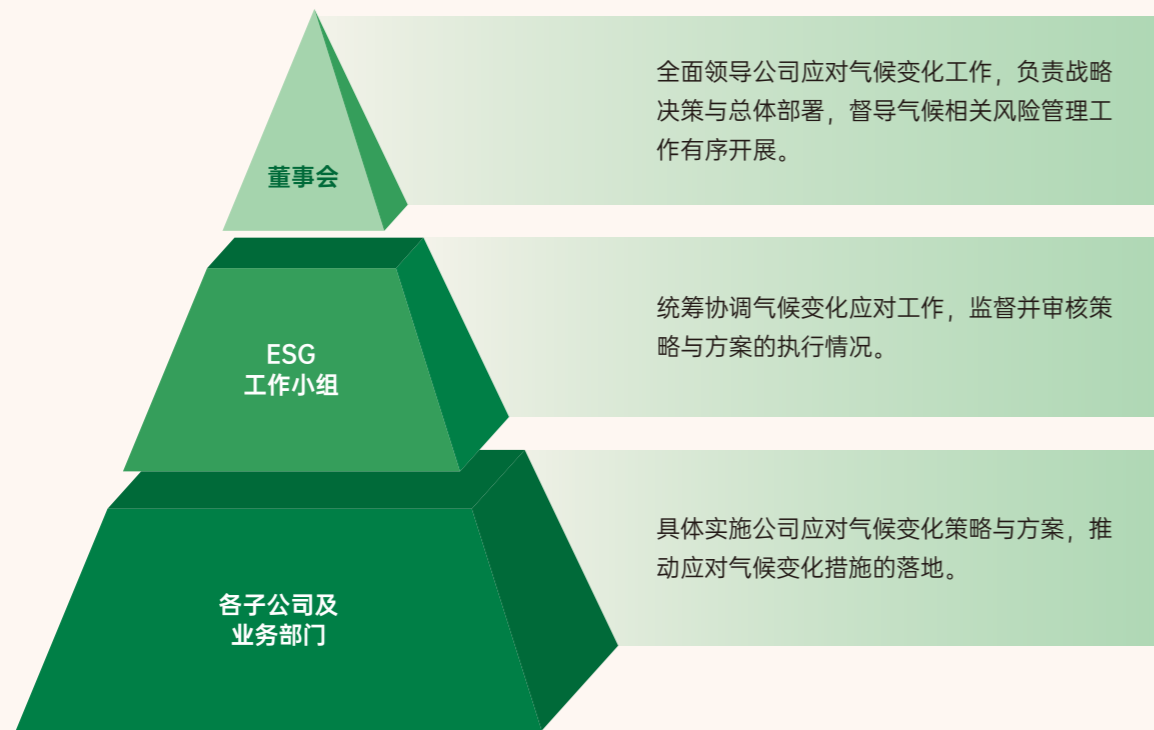 董事会
全面领导公司应对气候变化工作，负责战略
决策与总体部署，督导气候相关风险管理工
作有序开展。
ESG
工作小组
统筹协调气候变化应对工作，监督并审核策
略与方案的执行情况。
各子公司及
业务部门
具体实施公司应对气候变化策略与方案，推
动应对气候变化措施的落地。